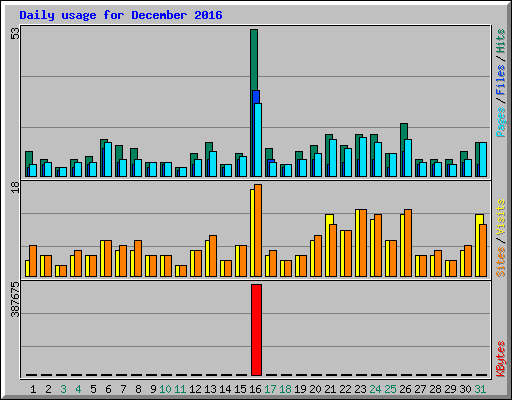 Daily usage for December 2016
53
Pages / Files / Hits
18
Sites / Visits
387675
KBytes
1 2 3 4 5 6 7 8 9 10 11 12 13 14 15 16 17 18 19 20 21 22 23 24 25 26 27 28 29 30 31